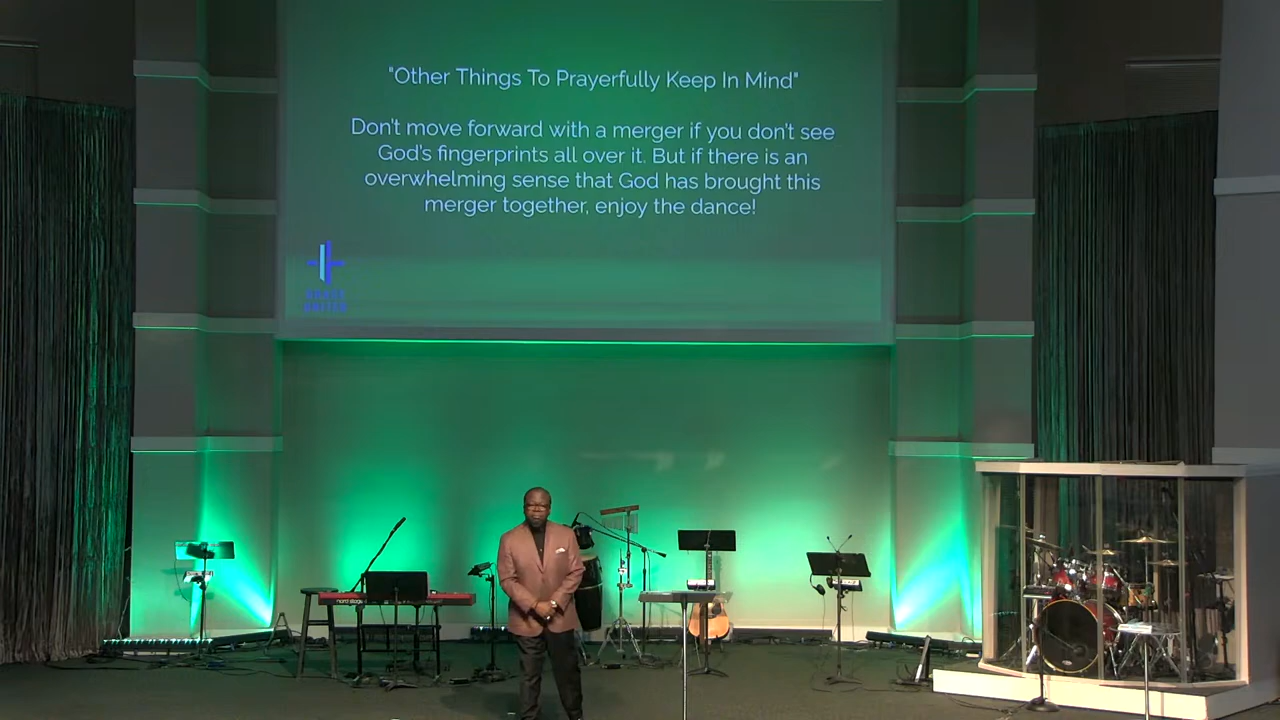 "Other Things To Prayerfully Keep In Mind"
Don't move forward with a merger if you don't see
God's fingerprints all over it. But if there is an
overwhelming sense that God has brought this
merger together, enjoy the dance!
nord stage